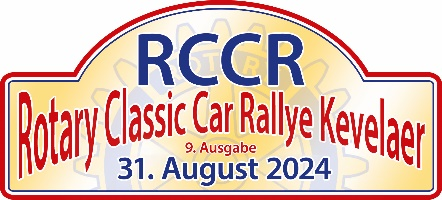 RCCR
Rotary Classic Car Rallye Kevelaer
9. Ausgabe
31. August 2024